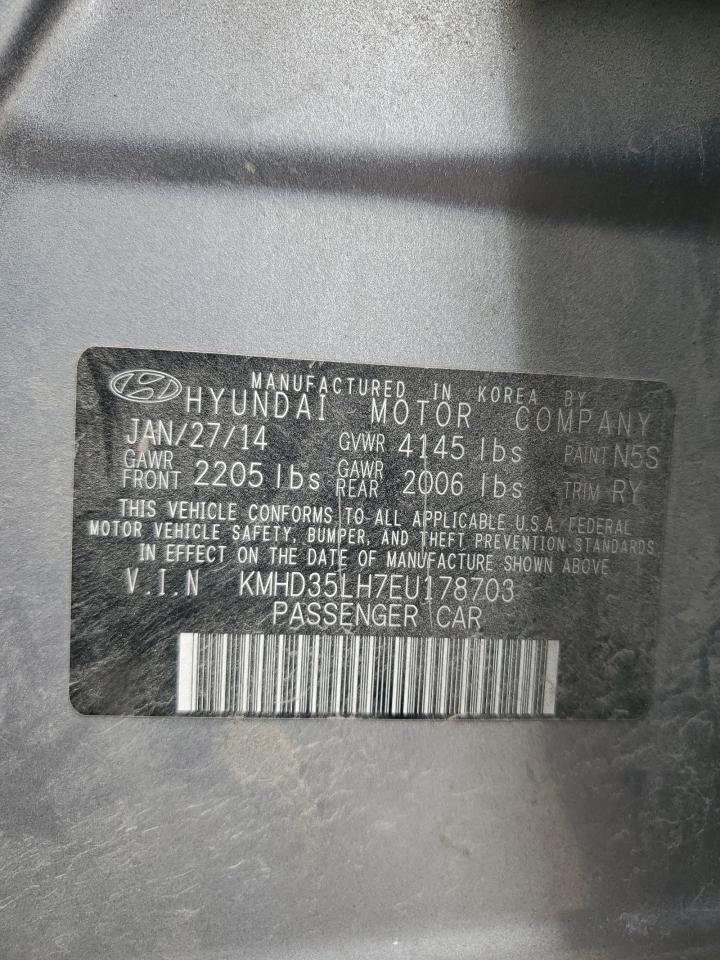 MANUFACTURED IN KOREA BY
HYUNDAI MOTOR COMPANY
JAN/27/14 GVWR 4145 lbs PAINT N5S
GAWR FRONT 2205 lbs GAWR REAR 2006 lbs TRIM RY
THIS VEHICLE CONFORMS TO ALL APPLICABLE U.S.A. FEDERAL
MOTOR VEHICLE SAFETY, BUMPER, AND THEFT PREVENTION STANDARDS
IN EFFECT ON THE DATE OF MANUFACTURE SHOWN ABOVE
V.I.N KMHD35LH7EU178703
PASSENGER CAR